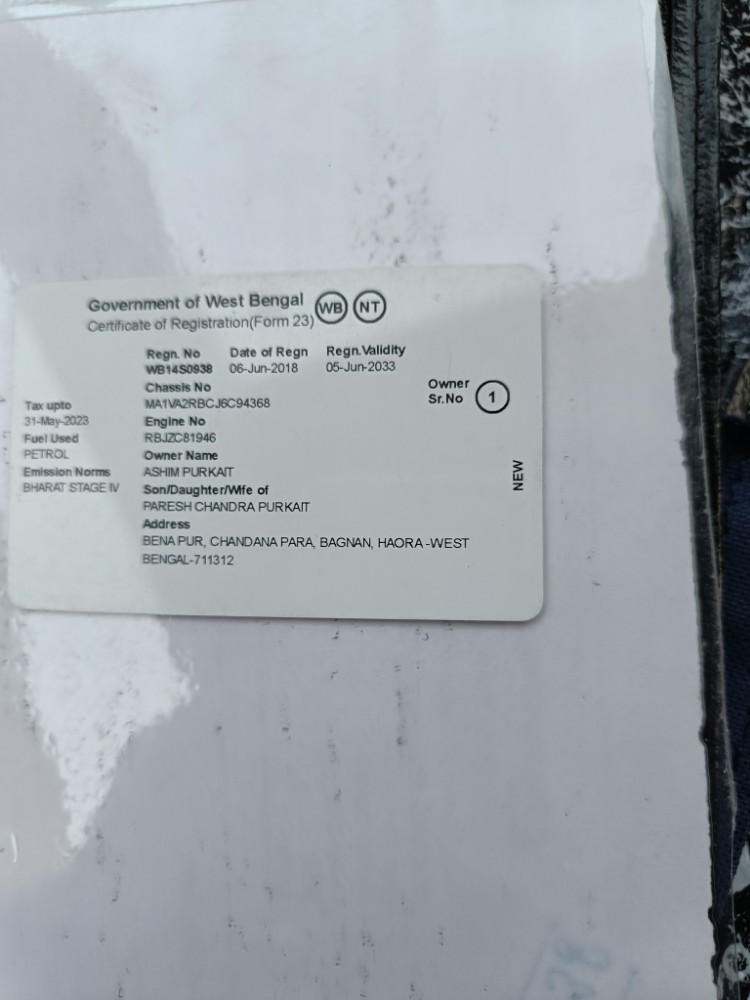 Government of West Bengal WB NT
Certificate of Registration(Form 23)
Regn. No Date of Regn Regn.Validity
WB14S0938 06-Jun-2018 05-Jun-2033
Chassis No
MA1VA2RBCJ6C94368
Owner
Sr.No 1
Tax upto
31-May-2023
Engine No
RBJZC81946
Fuel Used
PETROL
Owner Name
ASHIM PURKAIT
Emission Norms
BHARAT STAGE IV
Son/Daughter/Wife of
PARESH CHANDRA PURKAIT
Address
BENAPUR, CHANDANA PARA, BAGNAN, HAORA-WEST
BENGAL-711312
NEW